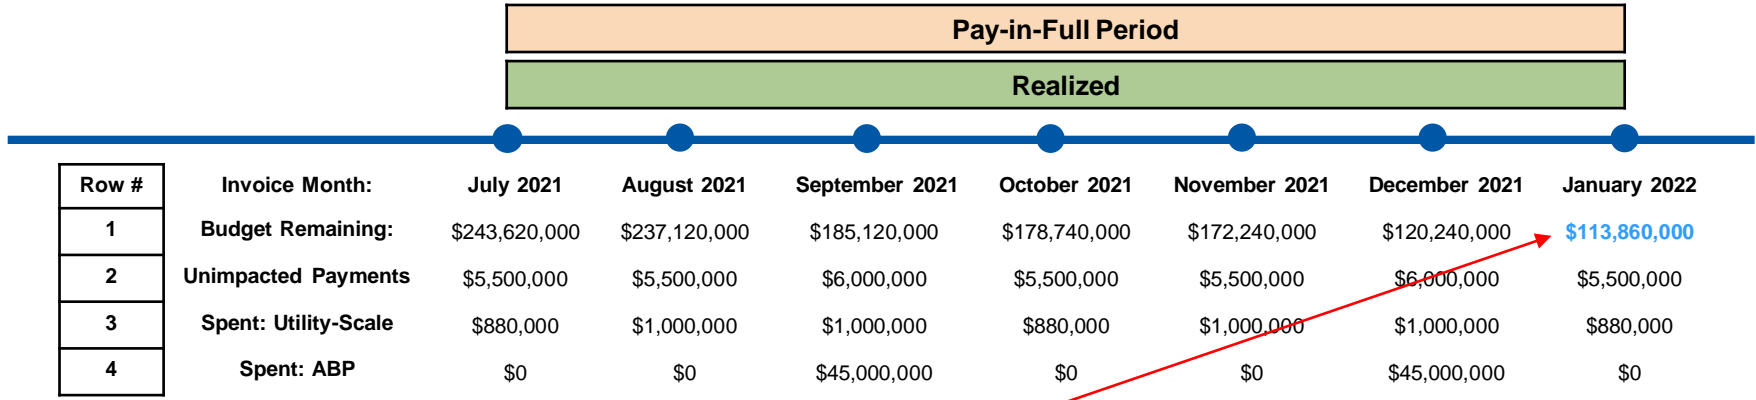 Pay-in-Full Period
Realized
Row # Invoice Month: July 2021 August 2021 September 2021 October 2021 November 2021 December 2021 January 2022
1 Budget Remaining: $243,620,000 $237,120,000 $185,120,000 $178,740,000 $172,240,000 $120,240,000 $113,860,000
2 Unimpacted Payments $5,500,000 $5,500,000 $6,000,000 $5,500,000 $5,500,000 $6,000,000 $5,500,000
3 Spent: Utility-Scale $880,000 $1,000,000 $1,000,000 $880,000 $1,000,000 $1,000,000 $880,000
4 Spent: ABP $0 $0 $45,000,000 $0 $0 $45,000,000 $0